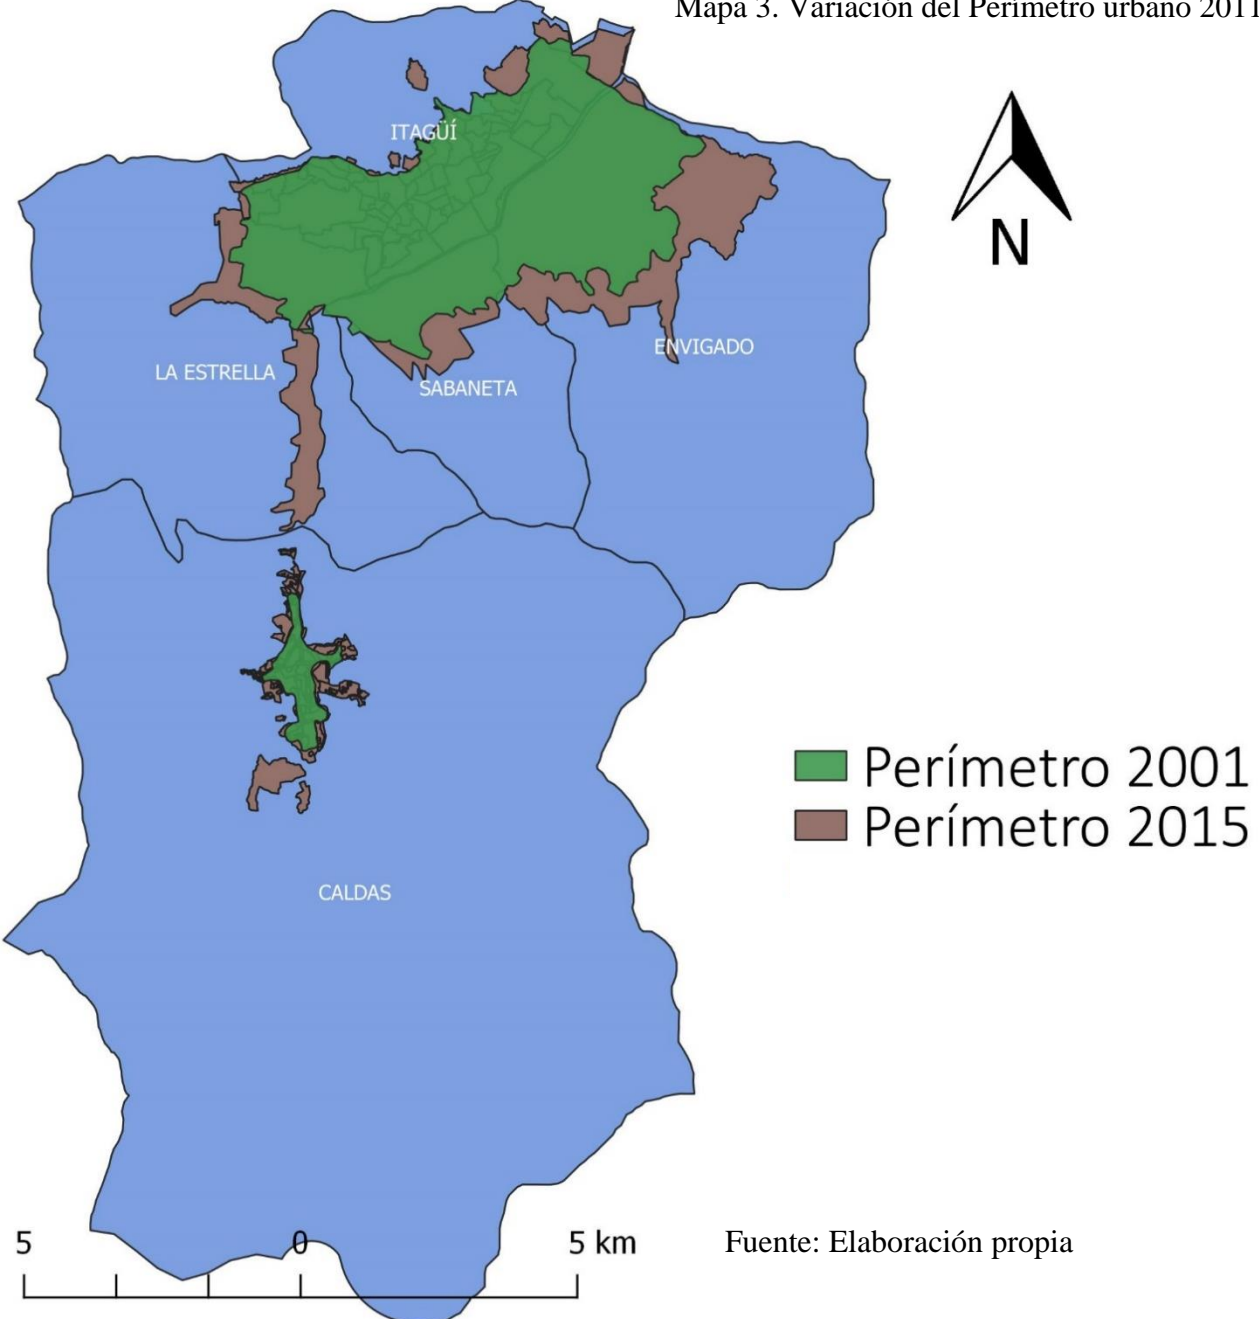 Mapa 3. Variación del Perímetro urbano 2011
ITAGÜÍ
N
ENVIGADO
LA ESTRELLA
SABANETA
Perímetro 2001
Perímetro 2015
CALDAS
5 0 5 km
Fuente: Elaboración propia